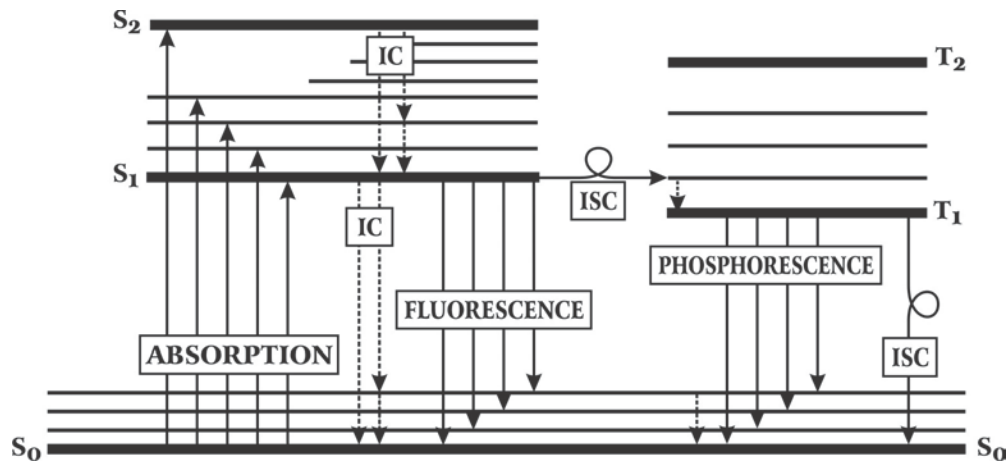 S2
IC
T2
S1
ISC
T1
IC
PHOSPHORESCENCE
FLUORESCENCE
ABSORPTION
ISC
S0
S0